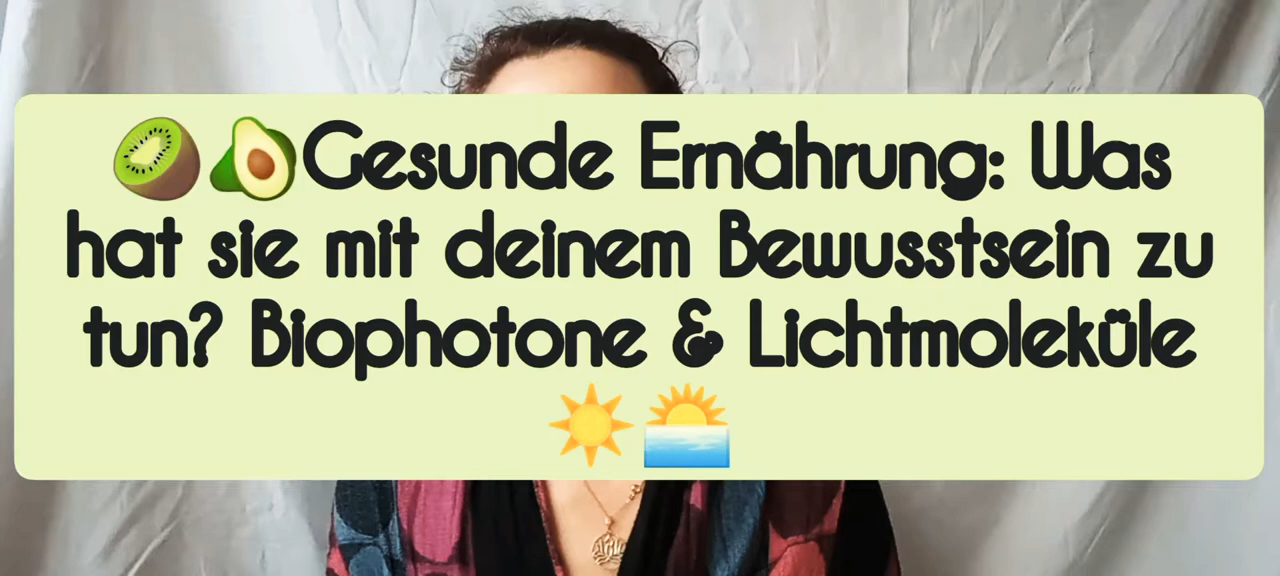 🥝🥑Gesunde Ernährung: Was
hat sie mit deinem Bewusstsein zu
tun? Biophotone & Lichtmoleküle
☀️🌅